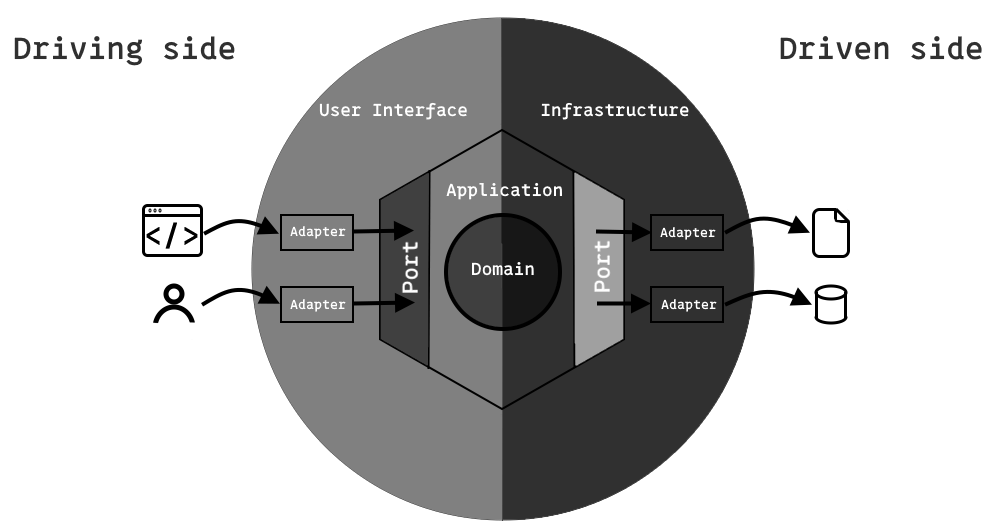 Driving side
Driven side
User Interface
Infrastructure
Application
</>
Adapter
Adapter
Port
Domain
Port
Adapter
Adapter